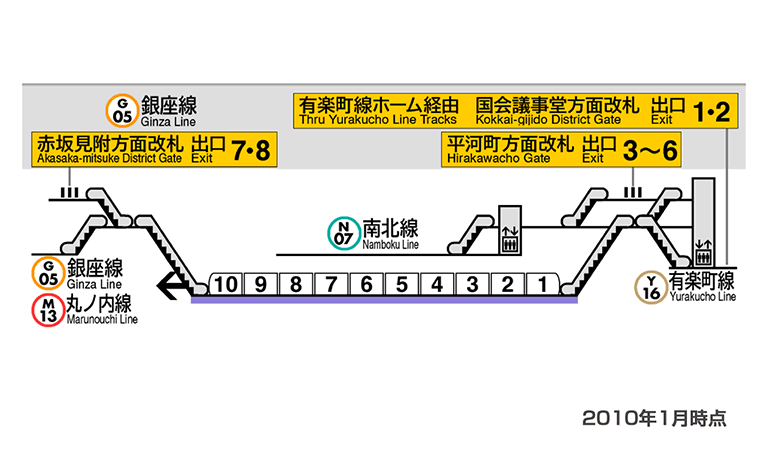 G
05
銀座線
Ginza Line
有楽町線ホーム経由 国会議事堂方面改札 出口 1・2
Thru Yurakucho Line Tracks Kokkai-gijido District Gate Exit
赤坂見附方面改札 出口 7・8
Akasaka-mitsuke District Gate Exit
平河町方面改札 出口 3〜6
Hirakawacho Gate Exit
N
07
南北線
Namboku Line
G
05
銀座線
Ginza Line
M
13
丸ノ内線
Marunouchi Line
10 9 8 7 6 5 4 3 2 1
Y
16
有楽町線
Yurakucho Line
2010年1月時点